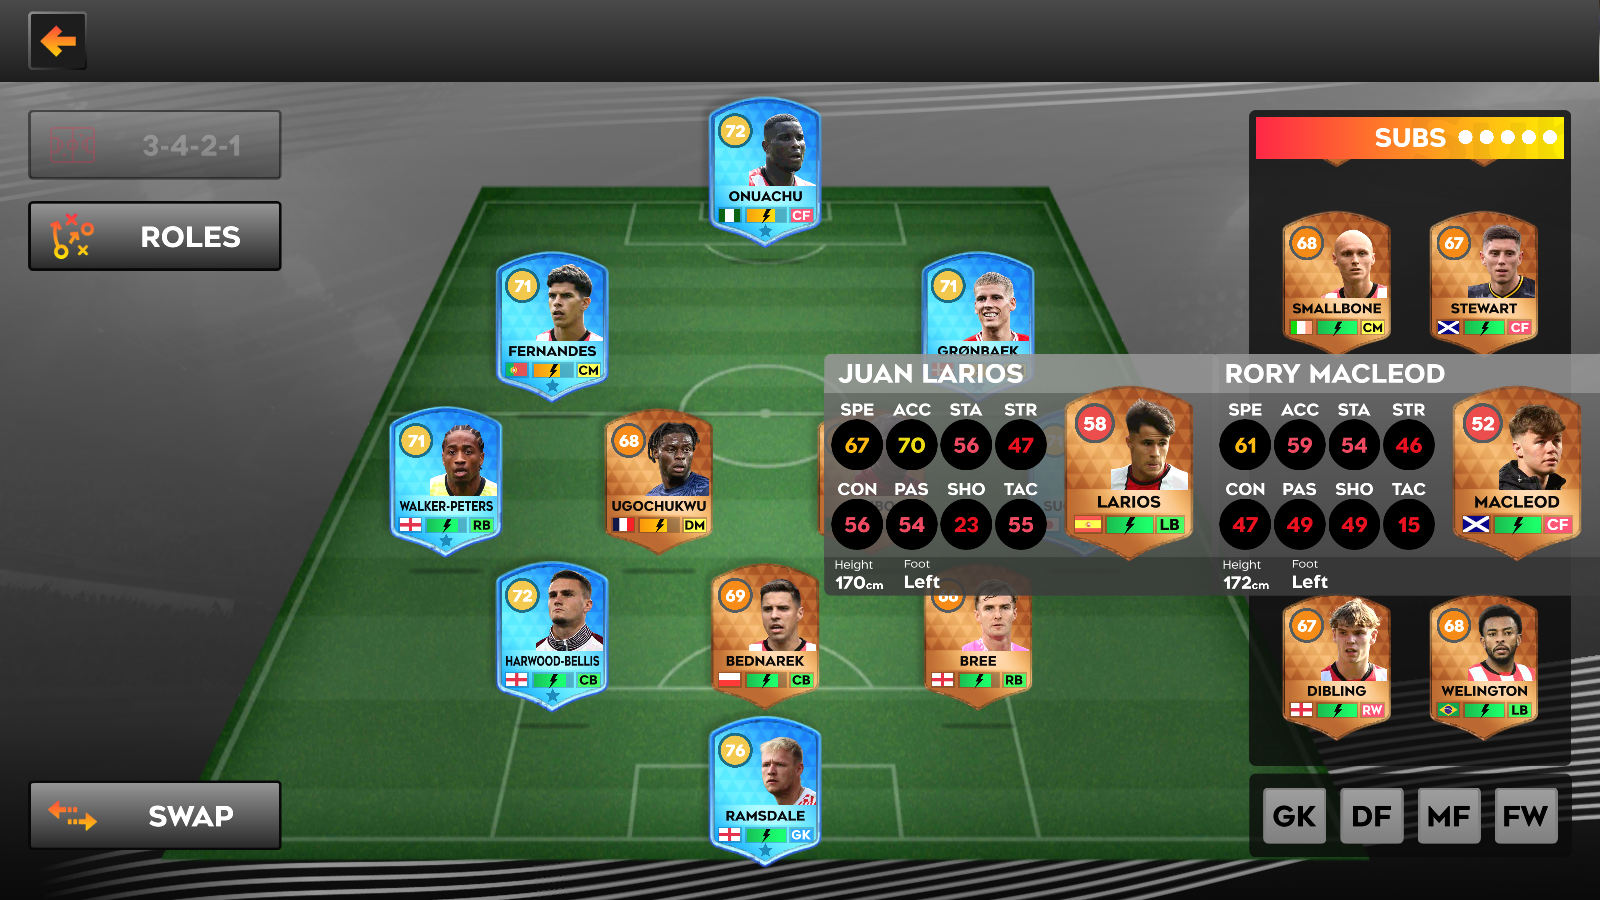 3-4-2-1
ROLES
SWAP
72
ONUACHU
CF
71
FERNANDES
CM
71
GRØNBAEK
71
WALKER-PETERS
RB
68
UGOCHUKWU
DM
71
72
HARWOOD-BELLIS
CB
69
BEDNAREK
CB
68
BREE
RB
76
RAMSDALE
GK
SUBS
68
SMALLBONE
CM
67
STEWART
CF
JUAN LARIOS
SPE ACC STA STR
67 70 56 47
CON PAS SHO TAC
56 54 23 55
Height Foot
170cm Left
58
LARIOS
LB
RORY MACLEOD
SPE ACC STA STR
61 59 54 46
CON PAS SHO TAC
47 49 49 15
Height Foot
172cm Left
52
MACLEOD
CF
67
DIBLING
RW
68
WELINGTON
LB
GK DF MF FW